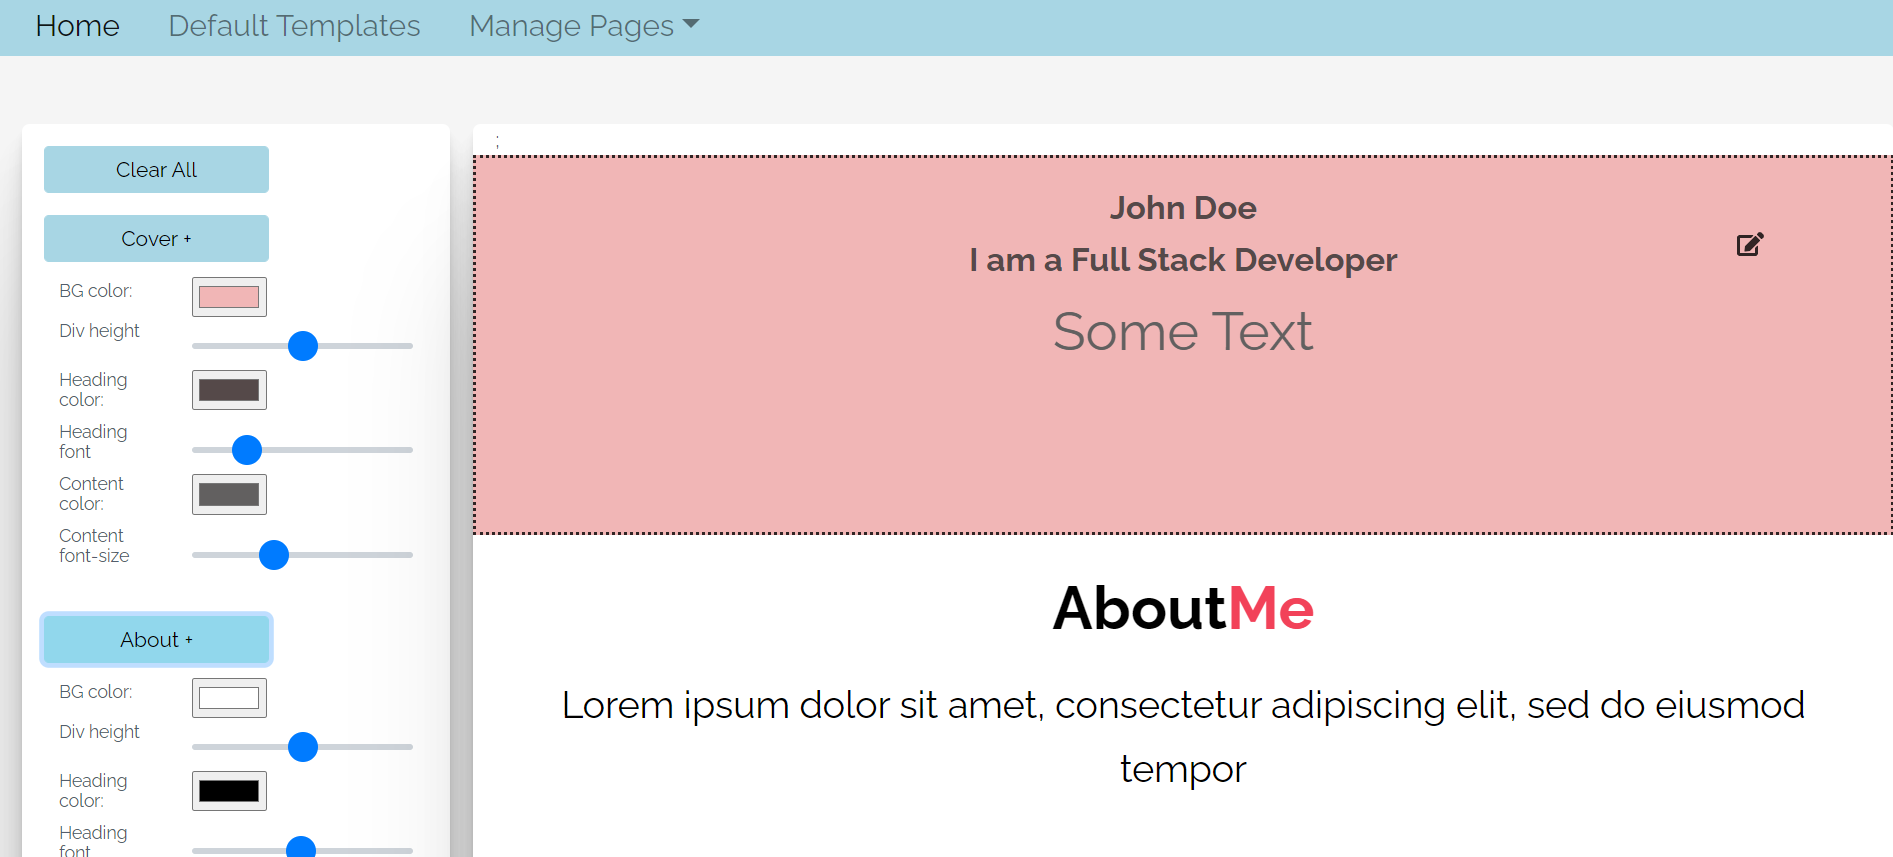 Home Default Templates Manage Pages
Clear All
Cover +
BG color:
Div height
Heading
color:
Heading
font
Content
color:
Content
font-size
About +
BG color:
Div height
Heading
color:
Heading
font
;
John Doe
I am a Full Stack Developer
Some Text
AboutMe
Lorem ipsum dolor sit amet, consectetur adipiscing elit, sed do eiusmod
tempor